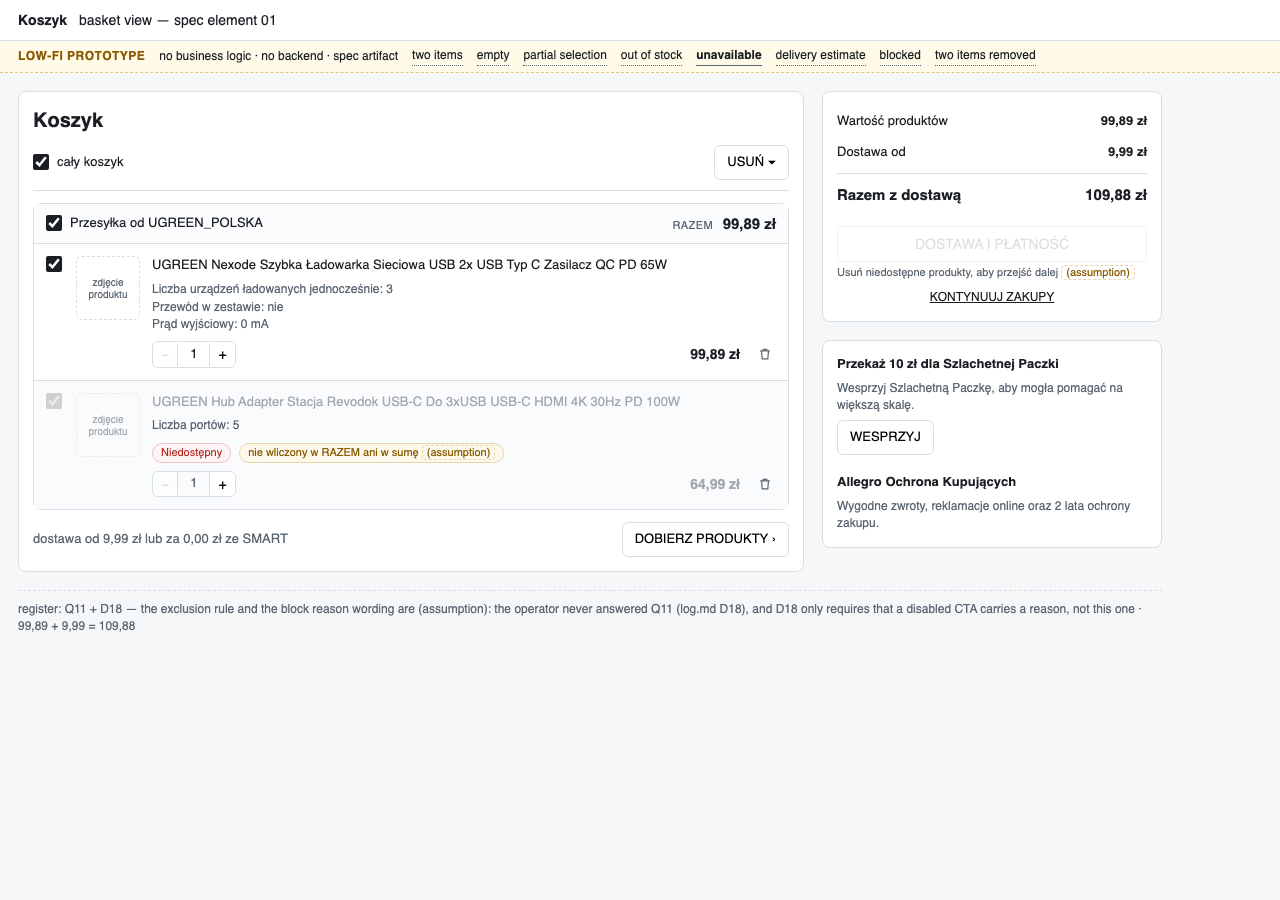 Koszyk basket view — spec element 01
LOW-FI PROTOTYPE no business logic · no backend · spec artifact two items empty partial selection out of stock unavailable delivery estimate blocked two items removed
Koszyk
cały koszyk
USUŃ
Przesyłka od UGREEN_POLSKA
RAZEM 99,89 zł
zdjęcie
produktu
UGREEN Nexode Szybka Ładowarka Sieciowa USB 2x USB Typ C Zasilacz QC PD 65W
Liczba urządzeń ładowanych jednocześnie: 3
Przewód w zestawie: nie
Prąd wyjściowy: 0 mA
− 1 +
99,89 zł
zdjęcie
produktu
UGREEN Hub Adapter Stacja Revodok USB-C Do 3xUSB USB-C HDMI 4K 30Hz PD 100W
Liczba portów: 5
Niedostępny nie wliczony w RAZEM ani w sumę (assumption)
− 1 +
64,99 zł
dostawa od 9,99 zł lub za 0,00 zł ze SMART
DOBIERZ PRODUKTY ›
Wartość produktów 99,89 zł
Dostawa od 9,99 zł
Razem z dostawą 109,88 zł
DOSTAWA I PŁATNOŚĆ
Usuń niedostępne produkty, aby przejść dalej (assumption)
KONTYNUUJ ZAKUPY
Przekaż 10 zł dla Szlachetnej Paczki
Wesprzyj Szlachetną Paczkę, aby mogła pomagać na
większą skalę.
WESPRZYJ
Allegro Ochrona Kupujących
Wygodne zwroty, reklamacje online oraz 2 lata ochrony
zakupu.
register: Q11 + D18 — the exclusion rule and the block reason wording are (assumption): the operator never answered Q11 (log.md D18), and D18 only requires that a disabled CTA carries a reason, not this one ·
99,89 + 9,99 = 109,88